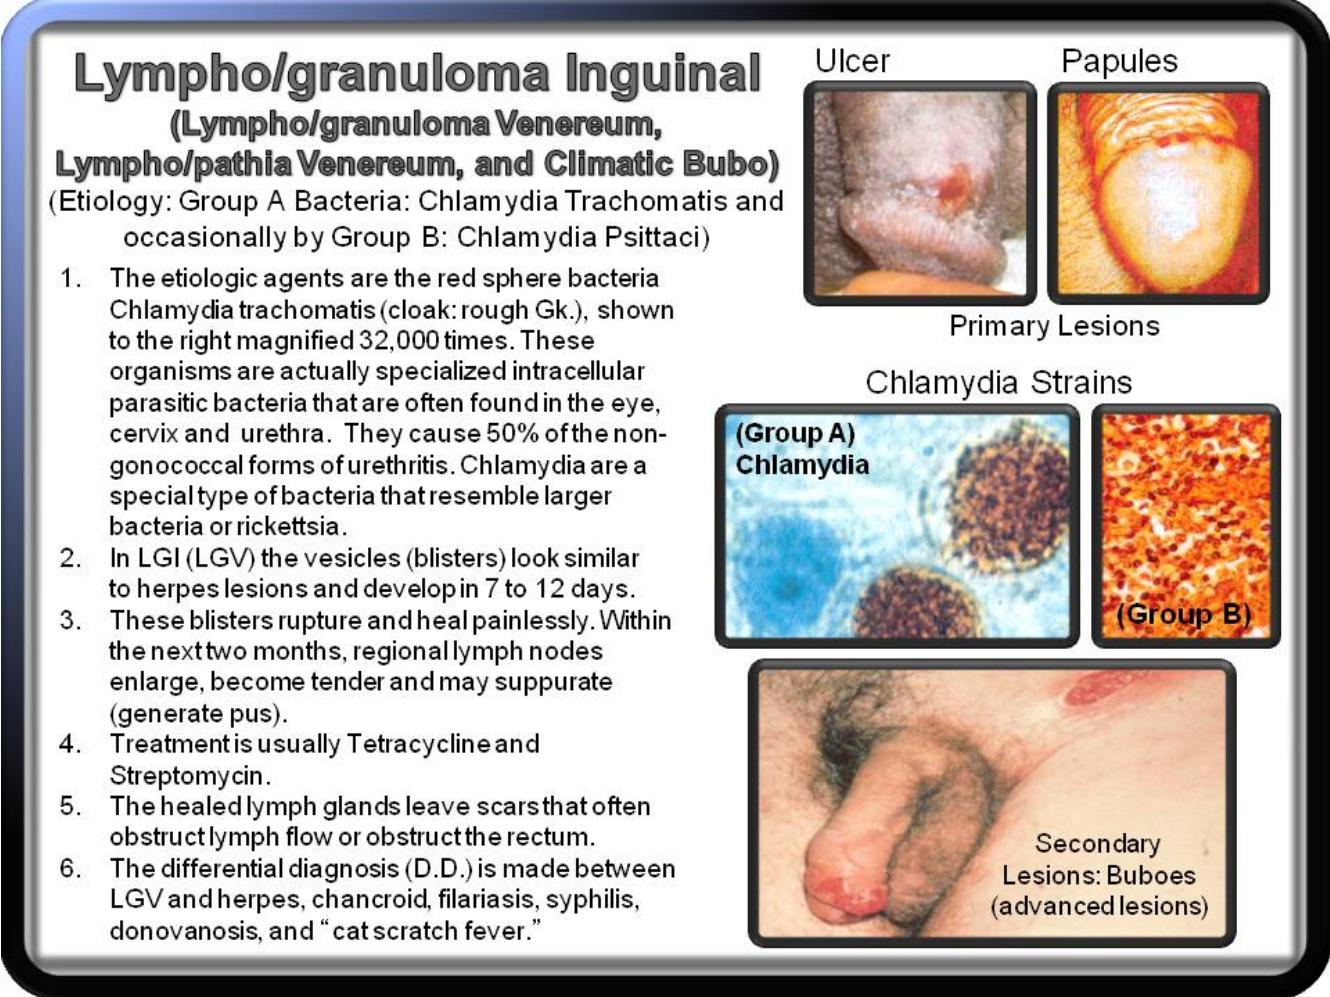 Lympho/granuloma Inguinal
(Lympho/granuloma Venereum,
Lympho/pathia Venereum, and Climatic Bubo)
(Etiology: Group A Bacteria: Chlamydia Trachomatis and
occasionally by Group B: Chlamydia Psittaci)
1. The etiologic agents are the red sphere bacteria
Chlamydia trachomatis (cloak: rough Gk.), shown
to the right magnified 32,000 times. These
organisms are actually specialized intracellular
parasitic bacteria that are often found in the eye,
cervix and urethra. They cause 50% of the non-
gonococcal forms of urethritis. Chlamydia are a
special type of bacteria that resemble larger
bacteria or rickettsia.
2. In LGI (LGV) the vesicles (blisters) look similar
to herpes lesions and develop in 7 to 12 days.
3. These blisters rupture and heal painlessly. Within
the next two months, regional lymph nodes
enlarge, become tender and may suppurate
(generate pus).
4. Treatment is usually Tetracycline and
Streptomycin.
5. The healed lymph glands leave scars that often
obstruct lymph flow or obstruct the rectum.
6. The differential diagnosis (D.D.) is made between
LGV and herpes, chancroid, filariasis, syphilis,
donovanosis, and “cat scratch fever.”
Ulcer
Papules
Primary Lesions
Chlamydia Strains
(Group A)
Chlamydia
(Group B)
Secondary
Lesions: Buboes
(advanced lesions)